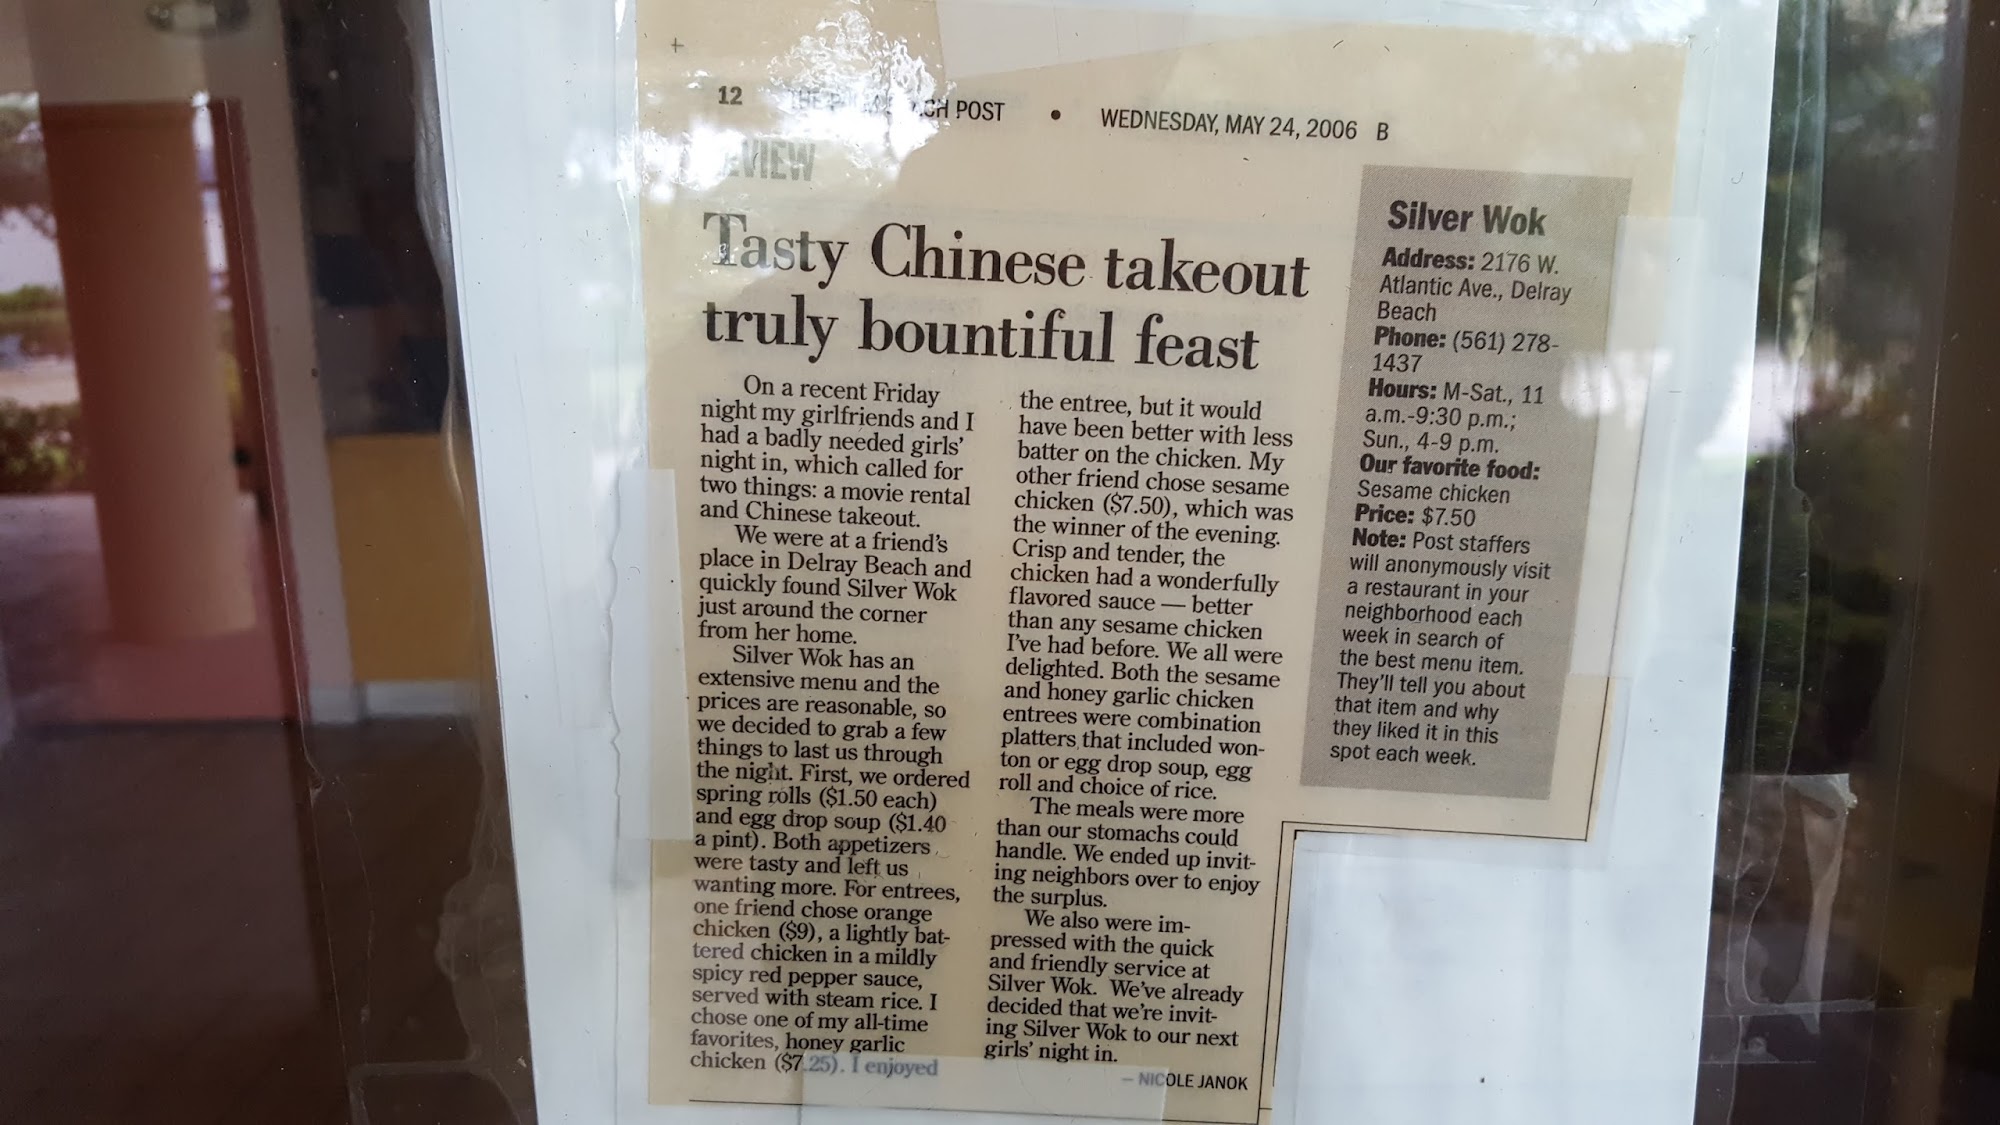 12 THE PALM BEACH POST • WEDNESDAY, MAY 24, 2006 B
REVIEW
Tasty Chinese takeout
truly bountiful feast
On a recent Friday
night my girlfriends and I
had a badly needed girls'
night in, which called for
two things: a movie rental
and Chinese takeout.
We were at a friend's
place in Delray Beach and
quickly found Silver Wok
just around the corner
from her home.
Silver Wok has an
extensive menu and the
prices are reasonable, so
we decided to grab a few
things to last us through
the night. First, we ordered
spring rolls ($1.50 each)
and egg drop soup ($1.40
a pint). Both appetizers
were tasty and left us
wanting more. For entrees,
one friend chose orange
chicken ($9), a lightly bat-
tered chicken in a mildly
spicy red pepper sauce,
served with steam rice. I
chose one of my all-time
favorites, honey garlic
chicken ($7.25). I enjoyed
the entree, but it would
have been better with less
batter on the chicken. My
other friend chose sesame
chicken ($7.50), which was
the winner of the evening.
Crisp and tender, the
chicken had a wonderfully
flavored sauce — better
than any sesame chicken
I've had before. We all were
delighted. Both the sesame
and honey garlic chicken
entrees were combination
platters that included won-
ton or egg drop soup, egg
roll and choice of rice.
The meals were more
than our stomachs could
handle. We ended up invit-
ing neighbors over to enjoy
the surplus.
We also were im-
pressed with the quick
and friendly service at
Silver Wok. We've already
decided that we're invit-
ing Silver Wok to our next
girls' night in.
— NICOLE JANOK
Silver Wok
Address: 2176 W.
Atlantic Ave., Delray
Beach
Phone: (561) 278-
1437
Hours: M-Sat., 11
a.m.-9:30 p.m.;
Sun., 4-9 p.m.
Our favorite food:
Sesame chicken
Price: $7.50
Note: Post staffers
will anonymously visit
a restaurant in your
neighborhood each
week in search of
the best menu item.
They'll tell you about
that item and why
they liked it in this
spot each week.